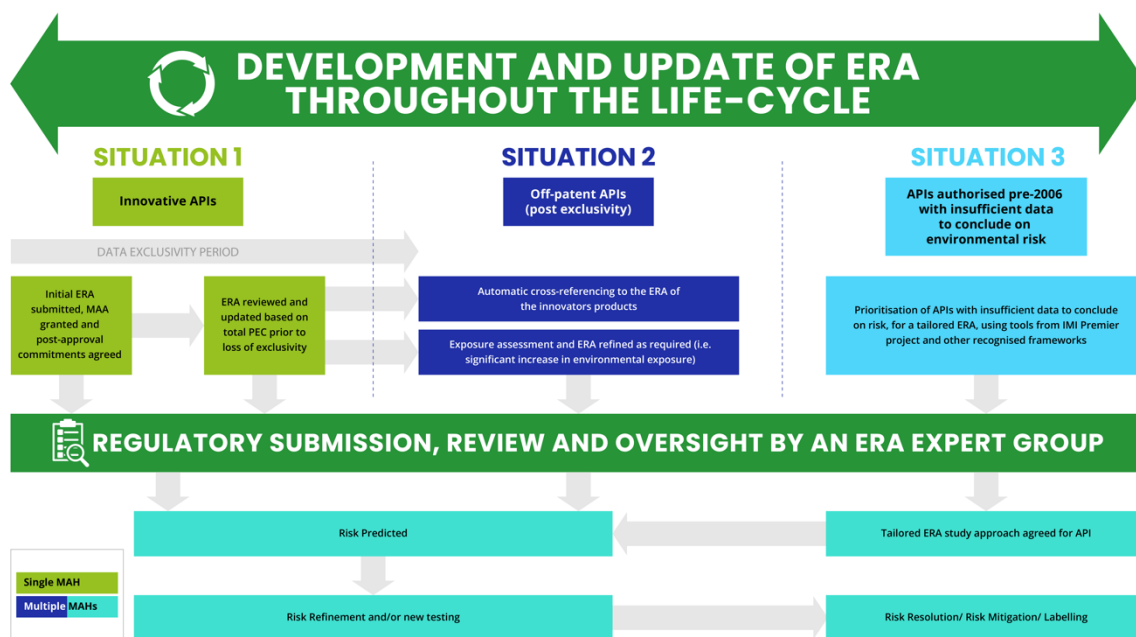 DEVELOPMENT AND UPDATE OF ERA
THROUGHOUT THE LIFE-CYCLE
SITUATION 1
Innovative APIs
DATA EXCLUSIVITY PERIOD
Initial ERA
submitted, MAA
granted and
post-approval
commitments agreed
ERA reviewed and
updated based on
total PEC prior to
loss of exclusivity
SITUATION 2
Off-patent APIs
(post exclusivity)
Automatic cross-referencing to the ERA of
the innovators products
Exposure assessment and ERA refined as required (i.e.
significant increase in environmental exposure)
SITUATION 3
APIs authorised pre-2006
with insufficient data
to conclude on
environmental risk
Prioritisation of APIs with insufficient data to conclude
on risk, for a tailored ERA, using tools from IMI Premier
project and other recognised frameworks
REGULATORY SUBMISSION, REVIEW AND OVERSIGHT BY AN ERA EXPERT GROUP
Risk Predicted
Tailored ERA study approach agreed for API
Single MAH
Multiple MAHs
Risk Refinement and/or new testing
Risk Resolution/ Risk Mitigation/ Labelling